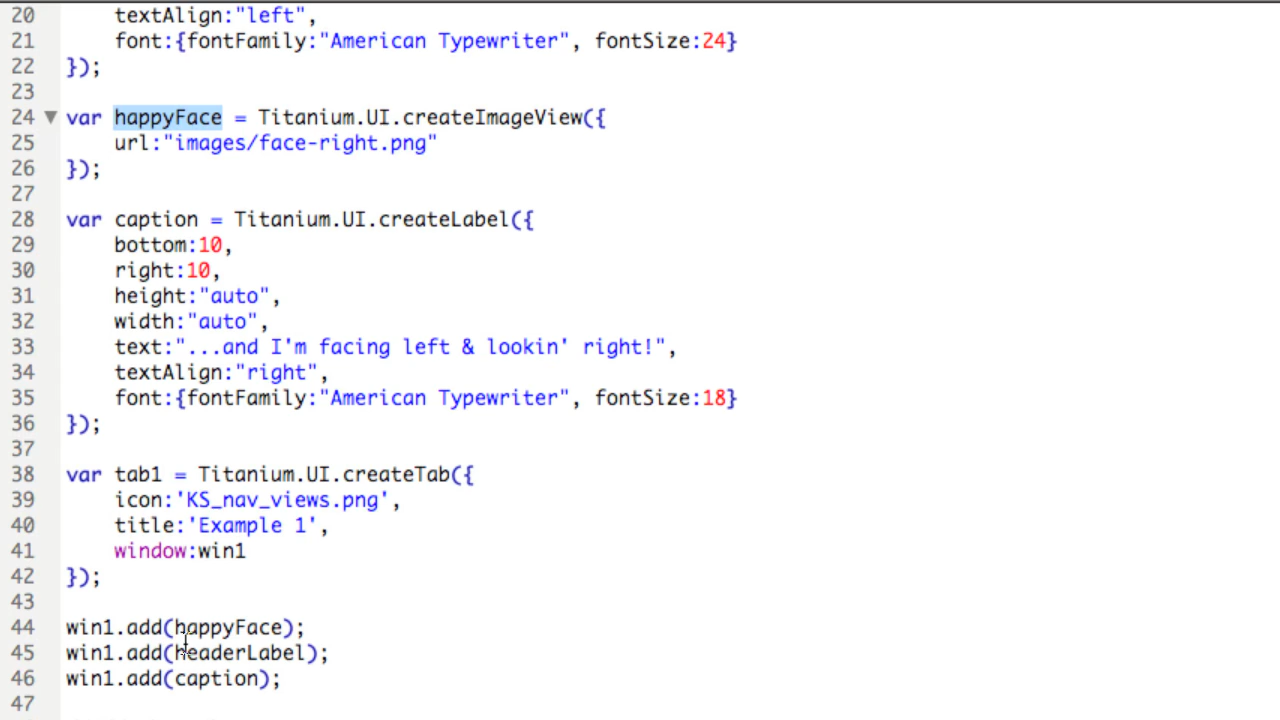 20 textAlign:"left",
21 font:{fontFamily:"American Typewriter", fontSize:24}
22 });
23
24 var happyFace = Titanium.UI.createImageView({
25 url:"images/face-right.png"
26 });
27
28 var caption = Titanium.UI.createLabel({
29 bottom:10,
30 right:10,
31 height:"auto",
32 width:"auto",
33 text:"...and I'm facing left & lookin' right!",
34 textAlign:"right",
35 font:{fontFamily:"American Typewriter", fontSize:18}
36 });
37
38 var tab1 = Titanium.UI.createTab({
39 icon:'KS_nav_views.png',
40 title:'Example 1',
41 window:win1
42 });
43
44 win1.add(happyFace);
45 win1.add(headerLabel);
46 win1.add(caption);
47